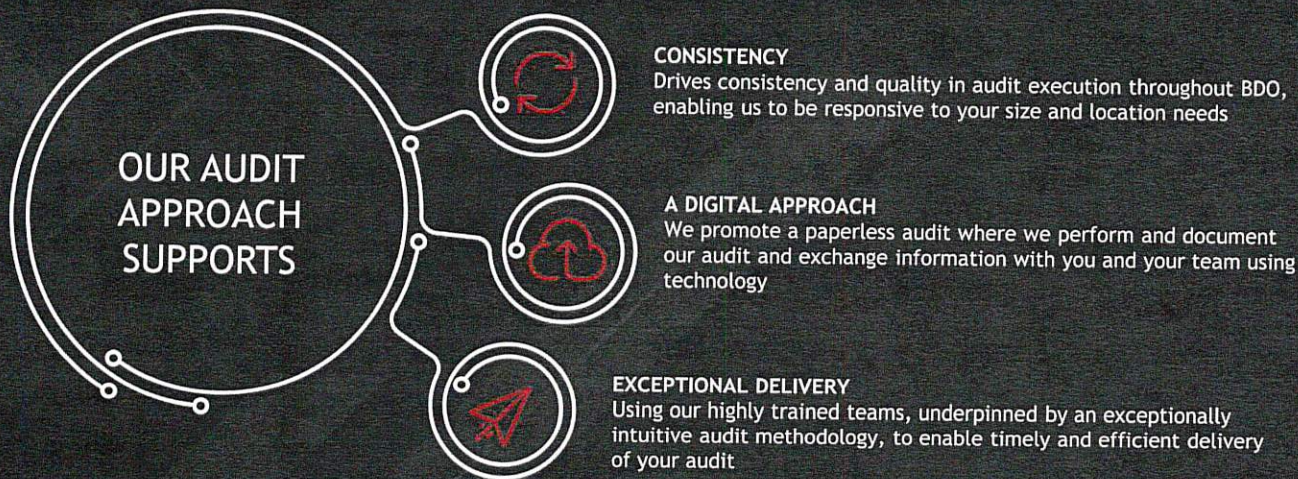 OUR AUDIT
APPROACH
SUPPORTS
CONSISTENCY
Drives consistency and quality in audit execution throughout BDO,
enabling us to be responsive to your size and location needs
A DIGITAL APPROACH
We promote a paperless audit where we perform and document
our audit and exchange information with you and your team using
technology
EXCEPTIONAL DELIVERY
Using our highly trained teams, underpinned by an exceptionally
intuitive audit methodology, to enable timely and efficient delivery
of your audit